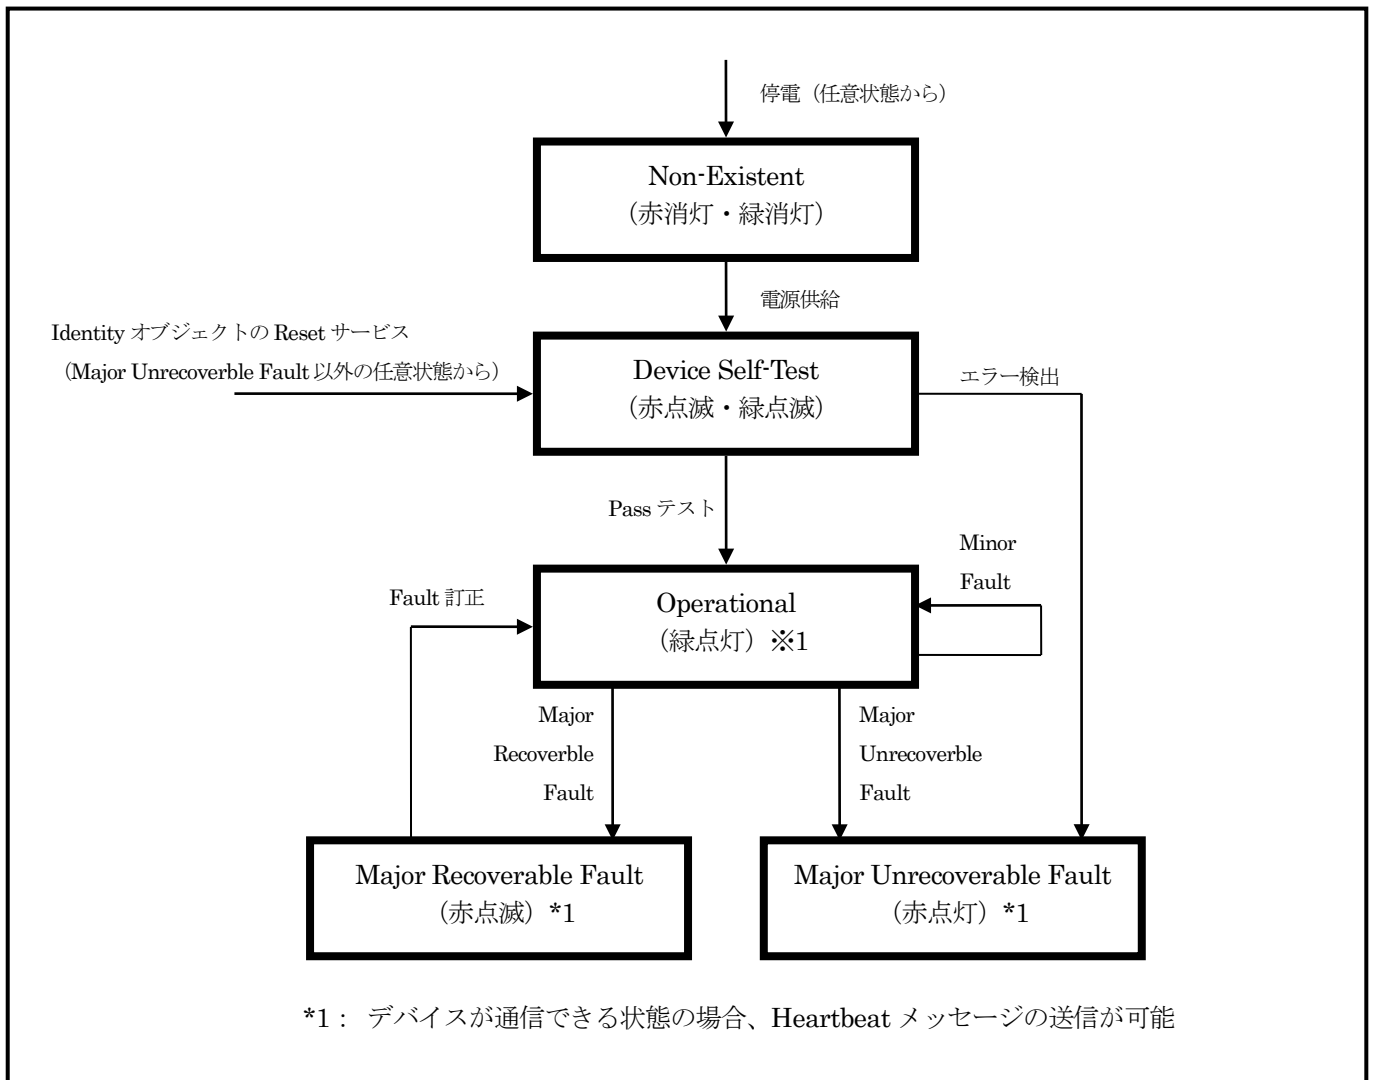 停電（任意状態から）
Non-Existent
（赤消灯・緑消灯）
電源供給
Identity オブジェクトの Reset サービス
（Major Unrecoverble Fault 以外の任意状態から）
Device Self-Test
（赤点滅・緑点滅）
エラー検出
Pass テスト
Minor
Fault
Fault 訂正
Operational
（緑点灯）※1
Major
Recoverble
Fault
Major
Unrecoverble
Fault
Major Recoverable Fault
（赤点滅）*1
Major Unrecoverable Fault
（赤点灯）*1
*1： デバイスが通信できる状態の場合、Heartbeat メッセージの送信が可能